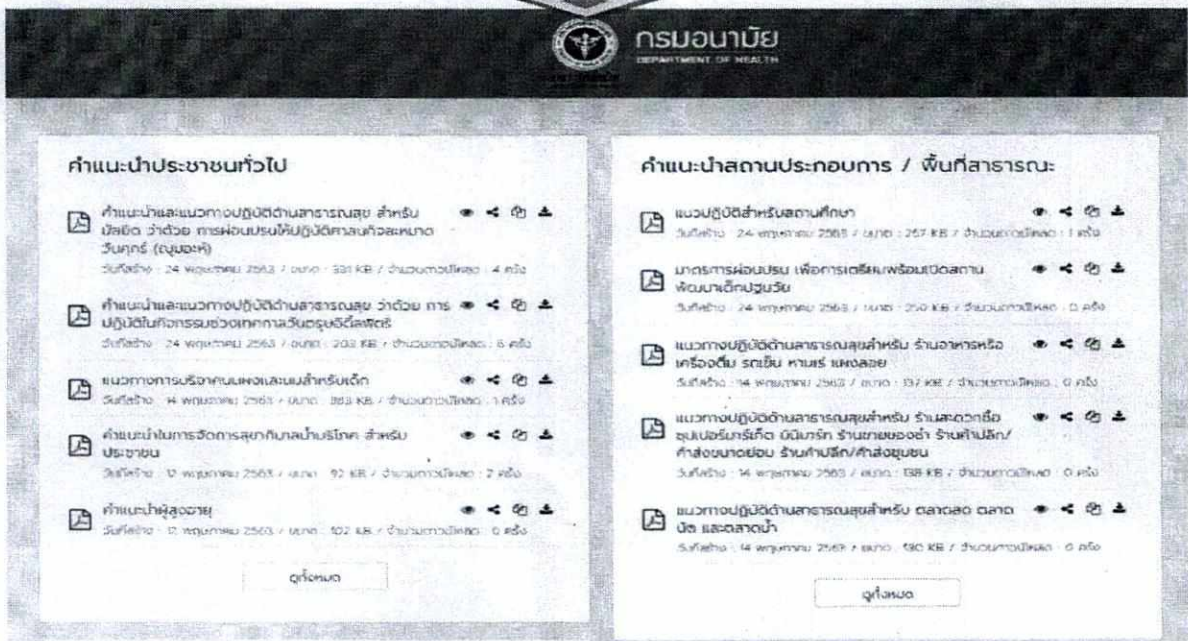 กรมอนามัย
DEPARTMENT OF HEALTH
คำแนะนำประชาชนทั่วไป
คำแนะนำและแนวทางปฏิบัติด้านสาธารณสุข สำหรับ
มัสยิด ว่าด้วย การผ่อนปรนให้ปฏิบัติศาสนกิจละหมาด
วันศุกร์ (ญุมอะห์)
วันที่สร้าง : 24 พฤษภาคม 2563 / ขนาด : 331 KB / จำนวนดาวน์โหลด : 4 ครั้ง
คำแนะนำและแนวทางปฏิบัติด้านสาธารณสุข ว่าด้วย การ
ปฏิบัติในกิจกรรมช่วงเทศกาลวันตรุษอีดิ้ลฟิตริ
วันที่สร้าง : 24 พฤษภาคม 2563 / ขนาด : 203 KB / จำนวนดาวน์โหลด : 6 ครั้ง
แนวทางการบริจาคนมผงและนมสำหรับเด็ก
วันที่สร้าง : 14 พฤษภาคม 2563 / ขนาด : 883 KB / จำนวนดาวน์โหลด : 1 ครั้ง
คำแนะนำในการจัดการสุขาภิบาลน้ำบริโภค สำหรับ
ประชาชน
วันที่สร้าง : 12 พฤษภาคม 2563 / ขนาด : 92 KB / จำนวนดาวน์โหลด : 2 ครั้ง
คำแนะนำผู้สูงอายุ
วันที่สร้าง : 12 พฤษภาคม 2563 / ขนาด : 102 KB / จำนวนดาวน์โหลด : 0 ครั้ง
ดูทั้งหมด
คำแนะนำสถานประกอบการ / พื้นที่สาธารณะ
แนวปฏิบัติสำหรับสถานศึกษา
วันที่สร้าง : 24 พฤษภาคม 2563 / ขนาด : 267 KB / จำนวนดาวน์โหลด : 1 ครั้ง
มาตรการผ่อนปรน เพื่อการเตรียมพร้อมเปิดสถาน
พัฒนาเด็กปฐมวัย
วันที่สร้าง : 24 พฤษภาคม 2563 / ขนาด : 250 KB / จำนวนดาวน์โหลด : 0 ครั้ง
แนวทางปฏิบัติด้านสาธารณสุขสำหรับ ร้านอาหารหรือ
เครื่องดื่ม รถเข็น หาบเร่ แผงลอย
วันที่สร้าง : 14 พฤษภาคม 2563 / ขนาด : 137 KB / จำนวนดาวน์โหลด : 0 ครั้ง
แนวทางปฏิบัติด้านสาธารณสุขสำหรับ ร้านสะดวกซื้อ
ซุปเปอร์มาร์เก็ต มินิมาร์ท ร้านขายของชำ ร้านค้าปลีก/
ค้าส่งขนาดย่อม ร้านค้าปลีก/ค้าส่งชุมชน
วันที่สร้าง : 14 พฤษภาคม 2563 / ขนาด : 138 KB / จำนวนดาวน์โหลด : 0 ครั้ง
แนวทางปฏิบัติด้านสาธารณสุขสำหรับ ตลาดสด ตลาด
นัด และตลาดน้ำ
วันที่สร้าง : 14 พฤษภาคม 2563 / ขนาด : 130 KB / จำนวนดาวน์โหลด : 0 ครั้ง
ดูทั้งหมด